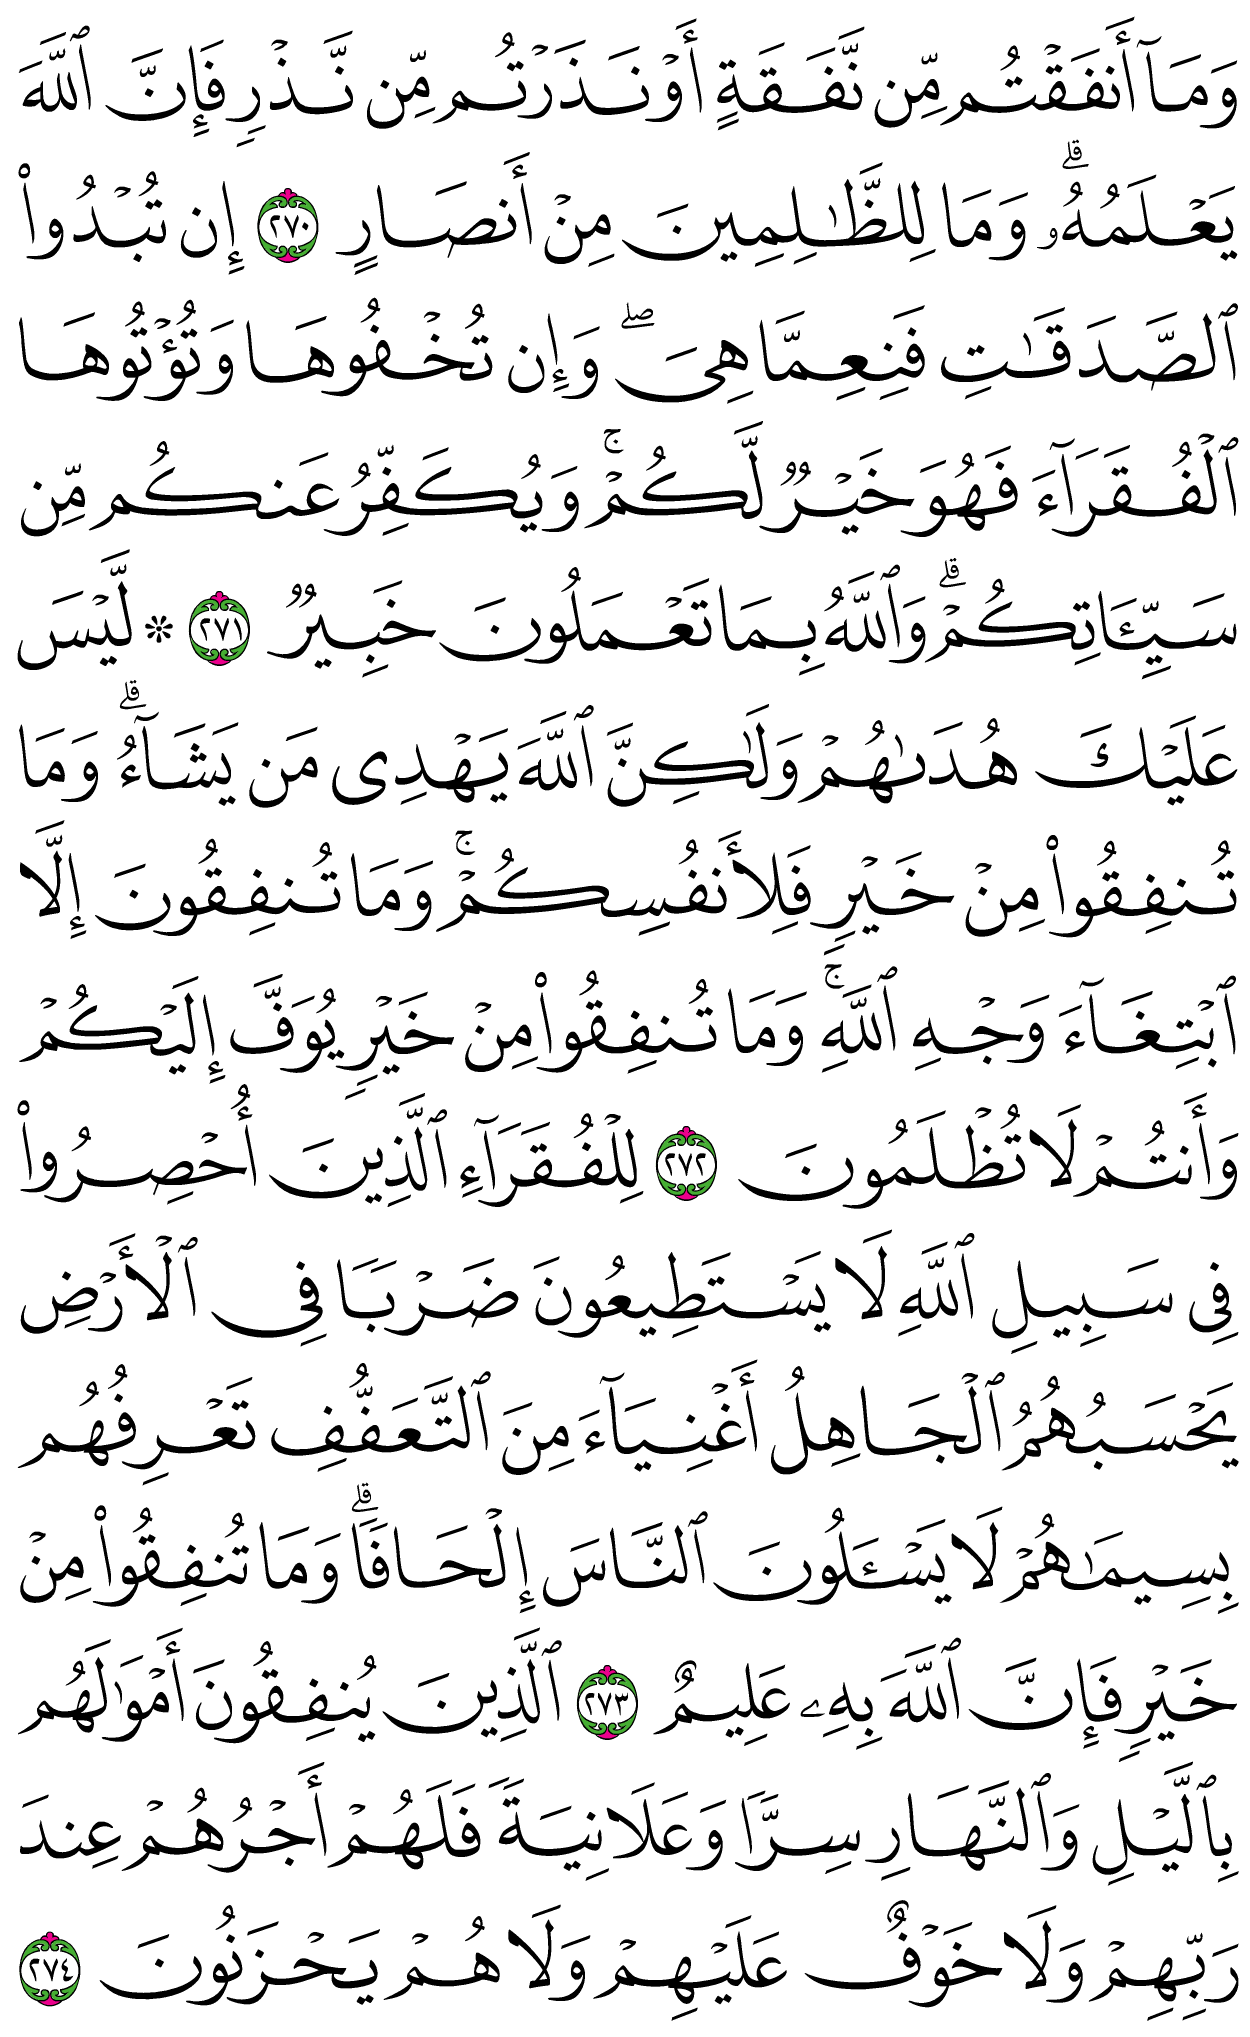 وَمَآ أَنفَقْتُم مِّن نَّفَقَةٍ أَوْ نَذَرْتُم مِّن نَّذْرٍ فَإِنَّ ٱللَّهَ
يَعْلَمُهُۥ ۗ وَمَا لِلظَّـٰلِمِينَ مِنْ أَنصَارٍ ٢٧٠ إِن تُبْدُوا۟
ٱلصَّدَقَـٰتِ فَنِعِمَّا هِىَ ۖ وَإِن تُخْفُوهَا وَتُؤْتُوهَا
ٱلْفُقَرَآءَ فَهُوَ خَيْرٌ لَّكُمْ ۚ وَيُكَفِّرُ عَنكُم مِّن
سَيِّـَٔاتِكُمْ ۗ وَٱللَّهُ بِمَا تَعْمَلُونَ خَبِيرٌ ٢٧١ ۞ لَّيْسَ
عَلَيْكَ هُدَىٰهُمْ وَلَـٰكِنَّ ٱللَّهَ يَهْدِى مَن يَشَآءُ ۗ وَمَا
تُنفِقُوا۟ مِنْ خَيْرٍ فَلِأَنفُسِكُمْ ۚ وَمَا تُنفِقُونَ إِلَّا
ٱبْتِغَآءَ وَجْهِ ٱللَّهِ ۚ وَمَا تُنفِقُوا۟ مِنْ خَيْرٍ يُوَفَّ إِلَيْكُمْ
وَأَنتُمْ لَا تُظْلَمُونَ ٢٧٢ لِلْفُقَرَآءِ ٱلَّذِينَ أُحْصِرُوا۟
فِى سَبِيلِ ٱللَّهِ لَا يَسْتَطِيعُونَ ضَرْبًا فِى ٱلْأَرْضِ
يَحْسَبُهُمُ ٱلْجَاهِلُ أَغْنِيَآءَ مِنَ ٱلتَّعَفُّفِ تَعْرِفُهُم
بِسِيمَـٰهُمْ لَا يَسْـَٔلُونَ ٱلنَّاسَ إِلْحَافًا ۗ وَمَا تُنفِقُوا۟ مِنْ
خَيْرٍ فَإِنَّ ٱللَّهَ بِهِۦ عَلِيمٌ ٢٧٣ ٱلَّذِينَ يُنفِقُونَ أَمْوَٰلَهُم
بِٱلَّيْلِ وَٱلنَّهَارِ سِرًّا وَعَلَانِيَةً فَلَهُمْ أَجْرُهُمْ عِندَ
رَبِّهِمْ وَلَا خَوْفٌ عَلَيْهِمْ وَلَا هُمْ يَحْزَنُونَ ٢٧٤